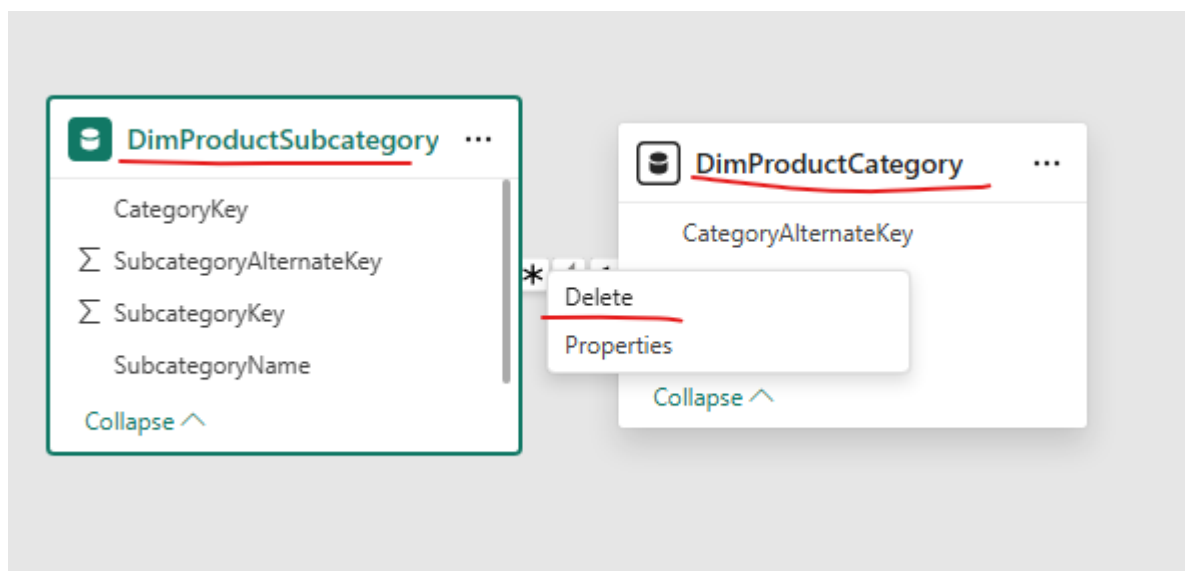 DimProductSubcategory ...
CategoryKey
Σ SubcategoryAlternateKey
Σ SubcategoryKey
SubcategoryName
Collapse
DimProductCategory ...
CategoryAlternateKey
*
Delete
Properties
Collapse